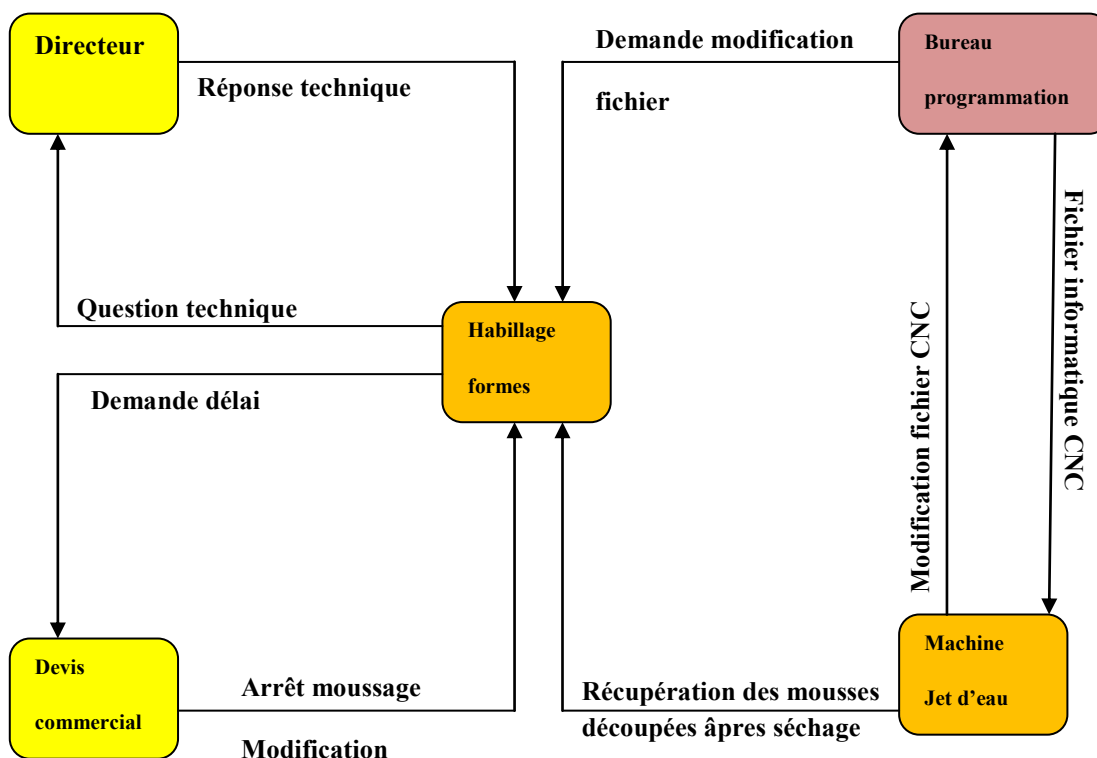 Directeur
Réponse technique
Demande modification
fichier
Bureau
programmation
Fichier informatique CNC
Modification fichier CNC
Question technique
Habillage
formes
Demande délai
Devis
commercial
Arrêt moussage
Modification
Récupération des mousses
découpées âpres séchage
Machine
Jet d’eau